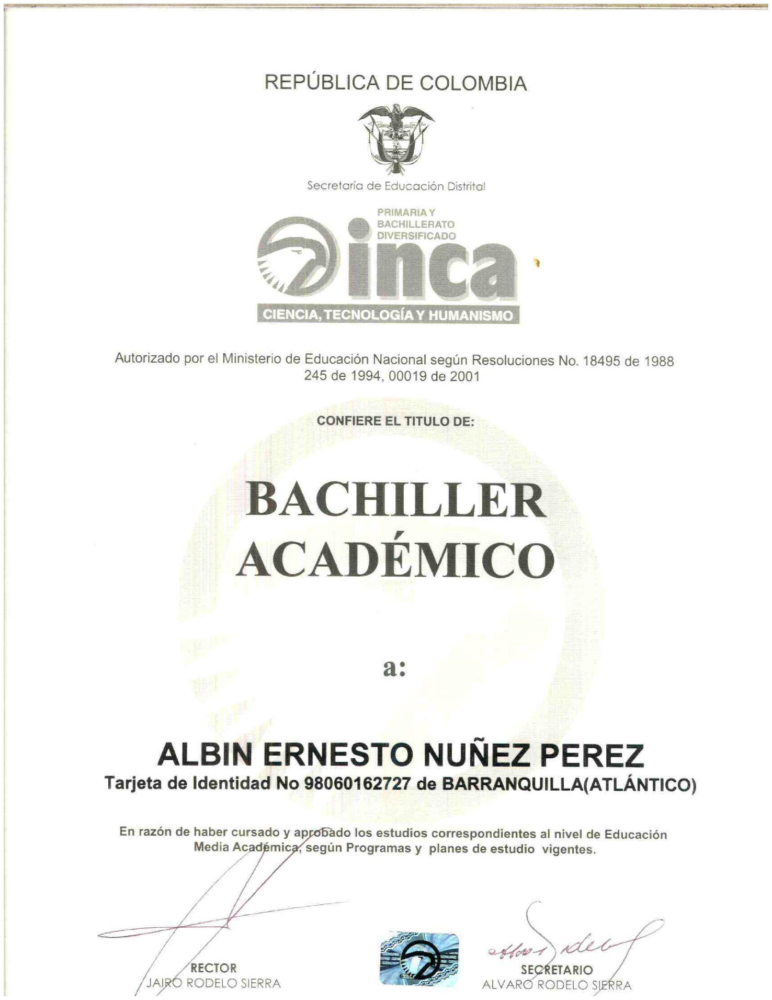 REPÚBLICA DE COLOMBIA
Secretaría de Educación Distrital
PRIMARIA Y
BACHILLERATO
DIVERSIFICADO
inca
CIENCIA, TECNOLOGÍA Y HUMANISMO
Autorizado por el Ministerio de Educación Nacional según Resoluciones No. 18495 de 1988
245 de 1994, 00019 de 2001
CONFIERE EL TITULO DE:
BACHILLER
ACADÉMICO
a:
ALBIN ERNESTO NUÑEZ PEREZ
Tarjeta de Identidad No 98060162727 de BARRANQUILLA(ATLÁNTICO)
En razón de haber cursado y aprobado los estudios correspondientes al nivel de Educación
Media Académica, según Programas y planes de estudio vigentes.
RECTOR
JAIRO RODELO SIERRA
SECRETARIO
ALVARO RODELO SIERRA